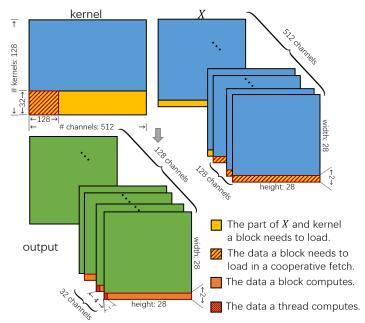 kernel
X
# kernels: 128
32
128
# channels: 512
512 channels
width: 28
128 channels
2
height: 28
128 channels
output
width: 28
32 channels
4
2
height: 28
The part of X and kernel
a block needs to load.
The data a block needs to
load in a cooperative fetch.
The data a block computes.
The data a thread computes.